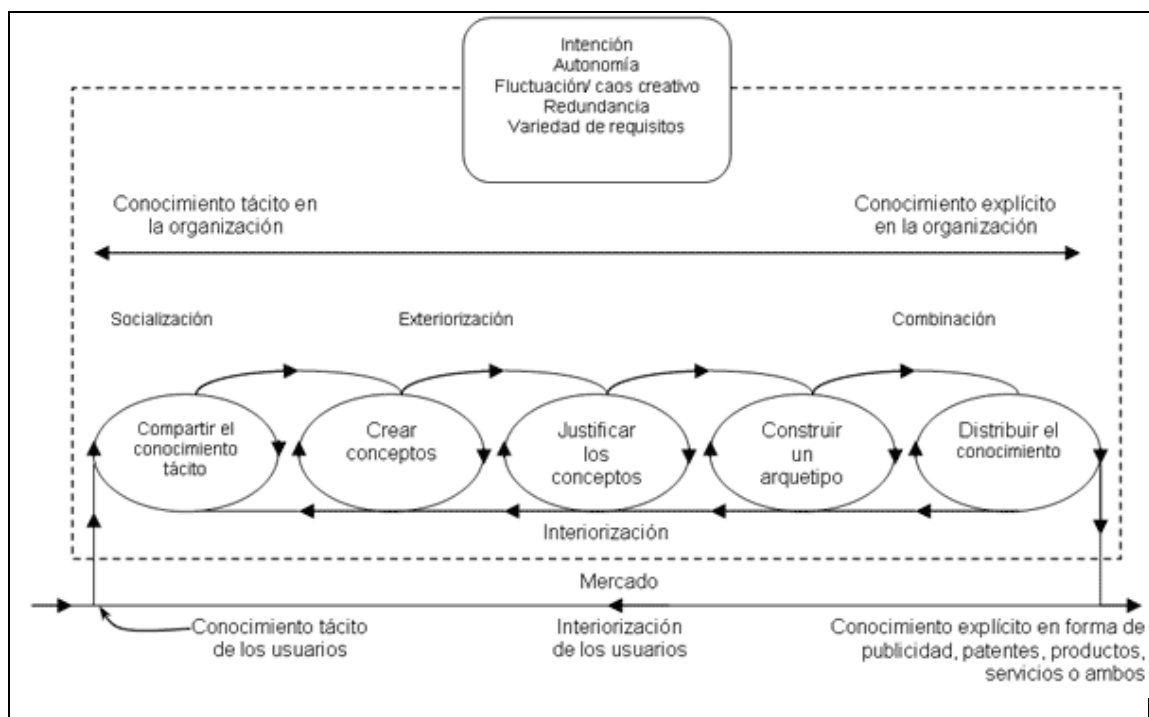 Intención
Autonomía
Fluctuación/ caos creativo
Redundancia
Variedad de requisitos
Conocimiento tácito en
la organización
Conocimiento explícito
en la organización
Socialización
Exteriorización
Combinación
Compartir el
conocimiento
tácito
Crear
conceptos
Justificar
los
conceptos
Construir
un
arquetipo
Distribuir el
conocimiento
Interiorización
Mercado
Conocimiento tácito
de los usuarios
Interiorización
de los usuarios
Conocimiento explícito en forma de
publicidad, patentes, productos,
servicios o ambos